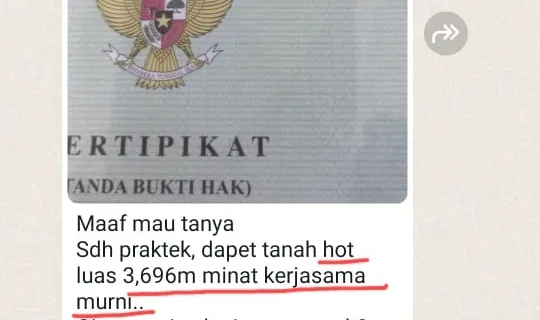 ERTIPIKAT
TANDA BUKTI HAK)
Maaf mau tanya
Sdh praktek, dapet tanah hot
luas 3,696m minat kerjasama
murni..